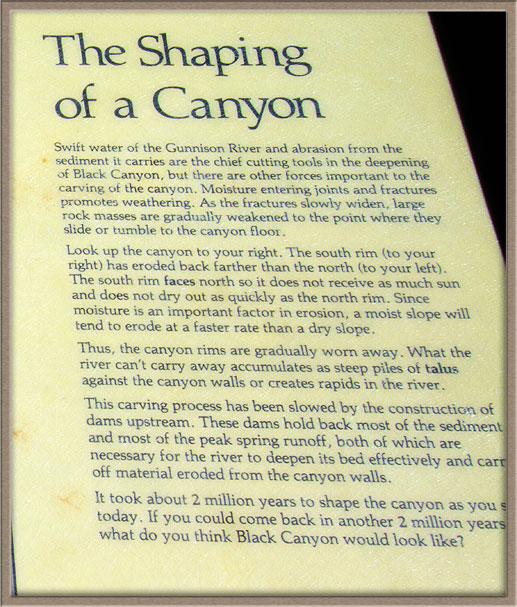 The Shaping
of a Canyon
Swift water of the Gunnison River and abrasion from the
sediment it carries are the chief cutting tools in the deepening
of Black Canyon, but there are other forces important to the
carving of the canyon. Moisture entering joints and fractures
promotes weathering. As the fractures slowly widen, large
rock masses are gradually weakened to the point where they
slide or tumble to the canyon floor.
Look up the canyon to your right. The south rim (to your
right) has eroded back farther than the north (to your left).
The south rim faces north so it does not receive as much sun
and does not dry out as quickly as the north rim. Since
moisture is an important factor in erosion, a moist slope will
tend to erode at a faster rate than a dry slope.
Thus, the canyon rims are gradually worn away. What the
river can't carry away accumulates as steep piles of talus
against the canyon walls or creates rapids in the river.
This carving process has been slowed by the construction of
dams upstream. These dams hold back most of the sediment
and most of the peak spring runoff, both of which are
necessary for the river to deepen its bed effectively and carr
off material eroded from the canyon walls.
It took about 2 million years to shape the canyon as you s
today. If you could come back in another 2 million years
what do you think Black Canyon would look like?